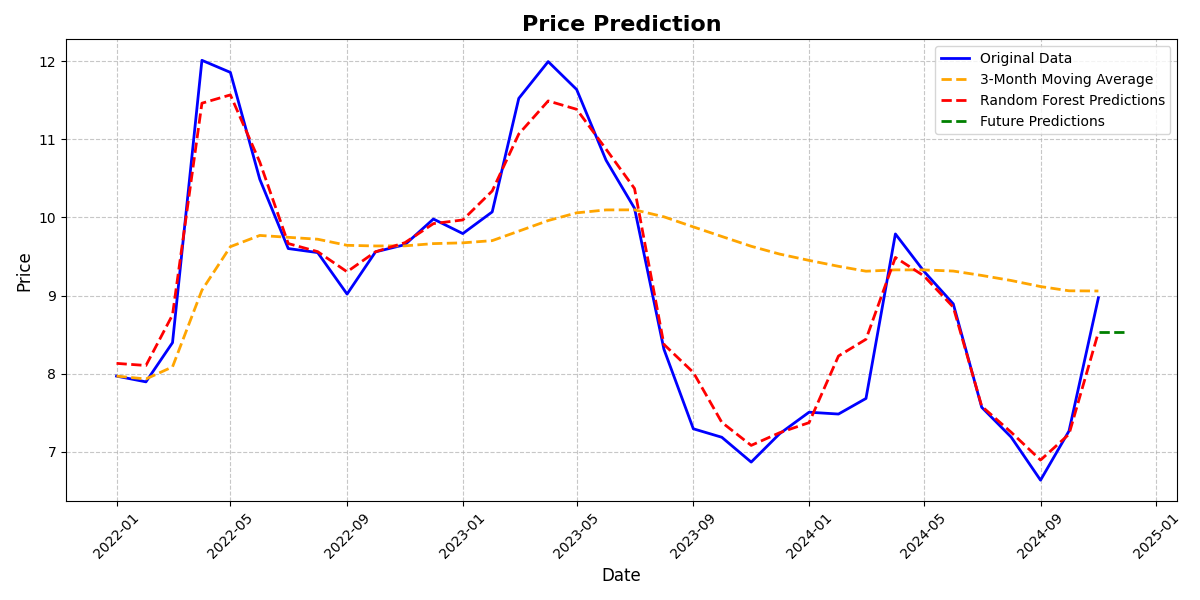 Price Prediction
Original Data
3-Month Moving Average
Random Forest Predictions
Future Predictions
Price
12
11
10
9
8
7
2022-01
2022-05
2022-09
2023-01
2023-05
2023-09
2024-01
2024-05
2024-09
2025-01
Date